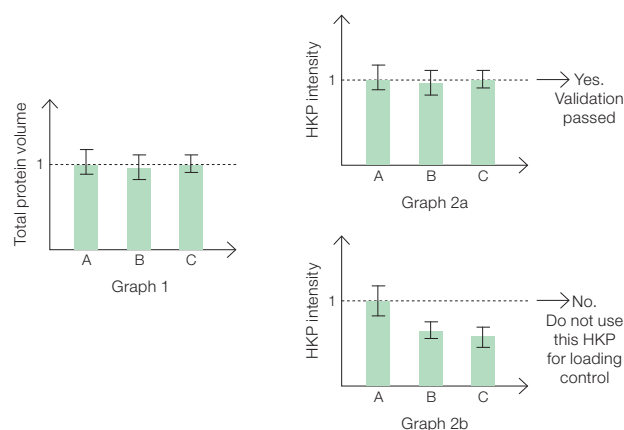 Total protein volume
1
A B C
Graph 1
HKP intensity
1
A B C
Graph 2a
Yes.
Validation
passed
HKP intensity
1
A B C
Graph 2b
No.
Do not use
this HKP
for loading
control